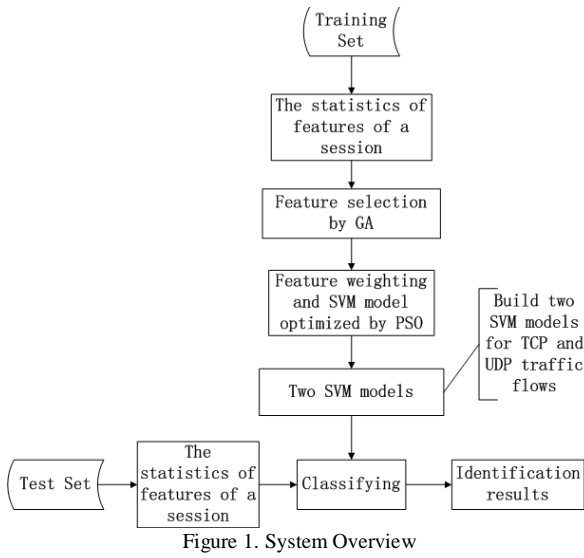 Training
Set
The statistics of
features of a
session
Feature selection
by GA
Feature weighting
and SVM model
optimized by PSO
Build two
SVM models
for TCP and
UDP traffic
flows
Two SVM models
Test Set
The
statistics of
features of a
session
Classifying
Identification
results
Figure 1. System Overview